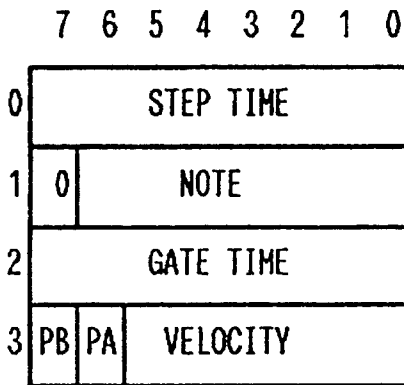 7 6 5 4 3 2 1 0
0 STEP TIME
1 0 NOTE
2 GATE TIME
3 PB PA VELOCITY